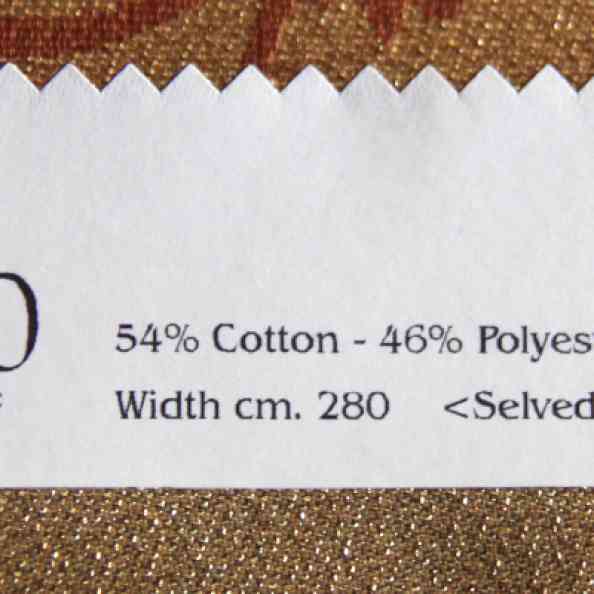 54% Cotton - 46% Polyes
Width cm. 280 <Selved